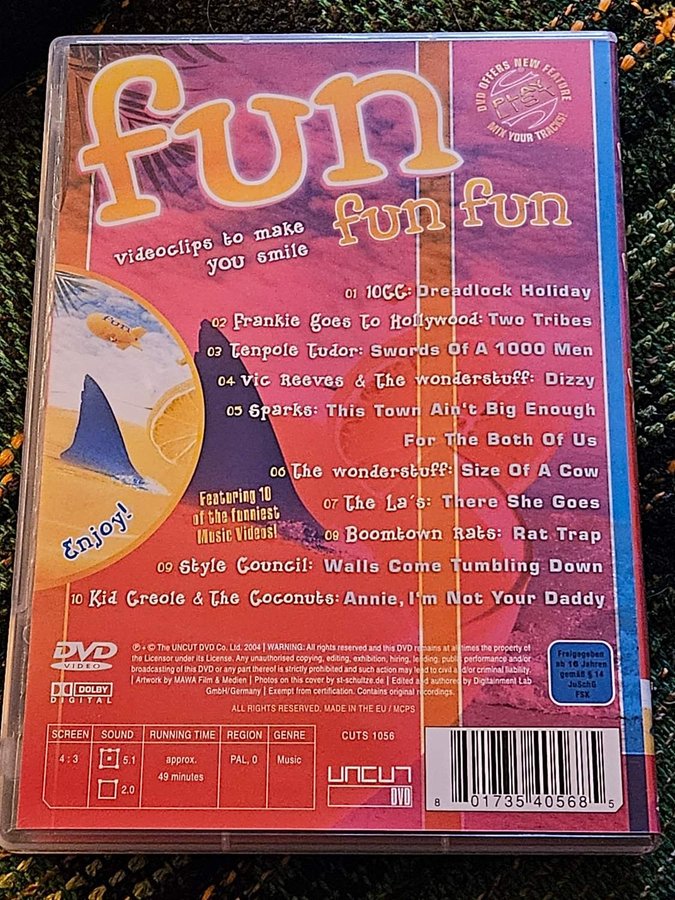 fun
fun fun
DVD OFFERS NEW FEATURE
PLAY
LIST
MIX YOUR TRACKS!
videoclips to make
you smile
01 10CC: Dreadlock Holiday
02 Frankie goes To Hollywood: Two Tribes
03 Tenpole Tudor: Swords Of A 1000 Men
04 Vic Reeves & The wonderstuff: Dizzy
05 Sparks: This Town Ain't Big Enough
For The Both Of Us
06 The wonderstuff: Size Of A Cow
07 The La´s: There She Goes
08 Boomtown Rats: Rat Trap
09 Style Council: Walls Come Tumbling Down
10 Kid Creole & The Coconuts: Annie, I'm Not Your Daddy
fun
Enjoy!
Featuring 10
of the funniest
Music Videos!
DVD
VIDEO
DOLBY
DIGITAL
℗ + © The UNCUT DVD Co. Ltd. 2004 | WARNING: All rights reserved and this DVD remains at all times the property of
the Licensor under its License. Any unauthorised copying, editing, exhibition, hiring, lending, public performance and/or
broadcasting of this DVD or any part thereof is strictly prohibited and such action may lead to civil a/d/or criminal liability.
| Artwork by MAWA Film & Medien | Photos on this cover by st-schultze.de | Edited and authored by Digitainment Lab
GmbH/Germany | Exempt from certification. Contains original recordings.
ALL RIGHTS RESERVED. MADE IN THE EU / MCPS
Freigegeben
ab 16 Jahren
gemäß § 14
JuSchG
FSK
SCREEN SOUND RUNNING TIME REGION GENRE
4 : 3 5.1 approx. PAL, 0 Music
2.0 49 minutes
CUTS 1056
UNCUT
DVD
8 01735 40568 5